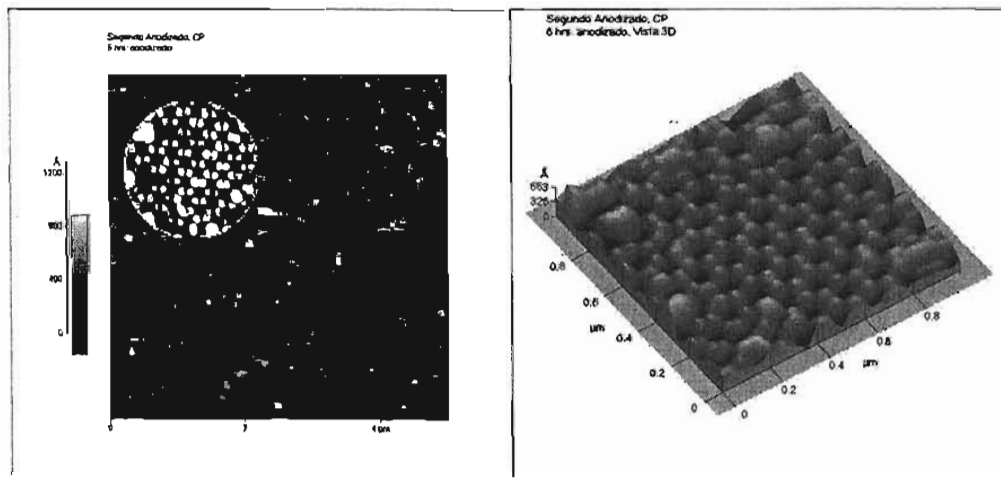 Segundo Anodizado, CP
6 hrs. anodizado
Å
1200
800
400
0
0
2
4 µm
Segundo Anodizado, CP
6 hrs. anodizado, Vista 3D
Å
653
326
0
0.8
0.6
0.4
0.2
0
µm
0.8
0.6
0.4
0.2
0
µm